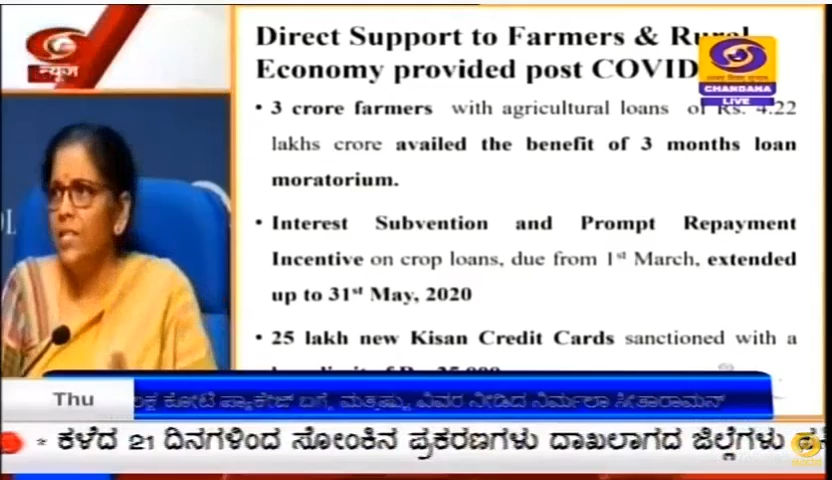 Direct Support to Farmers & Rural
Economy provided post COVID
• 3 crore farmers with agricultural loans of Rs. 4.22
lakhs crore availed the benefit of 3 months loan
moratorium.
• Interest Subvention and Prompt Repayment
Incentive on crop loans, due from 1st March, extended
up to 31st May, 2020
• 25 lakh new Kisan Credit Cards sanctioned with a
न्यूज़
CHANDANA
LIVE
Thu
ಕೋಟಿ ಪ್ಯಾಕೇಜ್ ಬಗ್ಗೆ ಮತ್ತಷ್ಟು ವಿವರ ನೀಡಿದ ನಿರ್ಮಲಾ ಸೀತಾರಾಮನ್
* ಕಳೆದ 21 ದಿನಗಳಿಂದ ಸೋಂಕಿನ ಪ್ರಕರಣಗಳು ದಾಖಲಾಗದ ಜಿಲ್ಲೆಗಳು